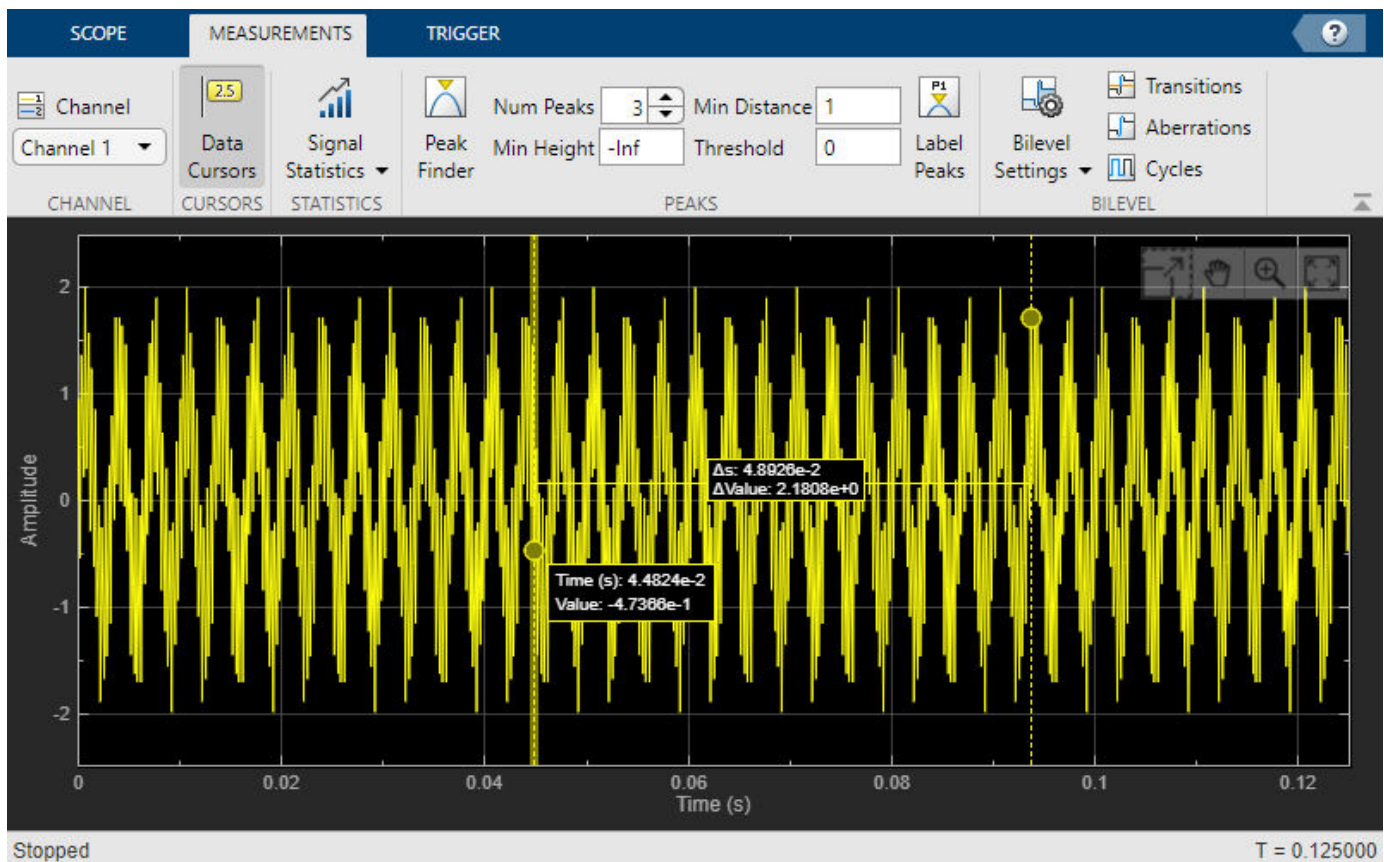 SCOPE MEASUREMENTS TRIGGER ?
Channel
Channel 1
CHANNEL
2.5
Data
Cursors
CURSORS
Signal
Statistics
STATISTICS
Peak
Finder
Num Peaks 3
Min Height -Inf
Min Distance 1
Threshold 0
P1
Label
Peaks
PEAKS
Bilevel
Settings
Transitions
Aberrations
Cycles
BILEVEL
Amplitude
2
1
0
-1
-2
Δs: 4.8926e-2
ΔValue: 2.1808e+0
Time (s): 4.4824e-2
Value: -4.7366e-1
0 0.02 0.04 0.06 0.08 0.1 0.12
Time (s)
Stopped T = 0.125000